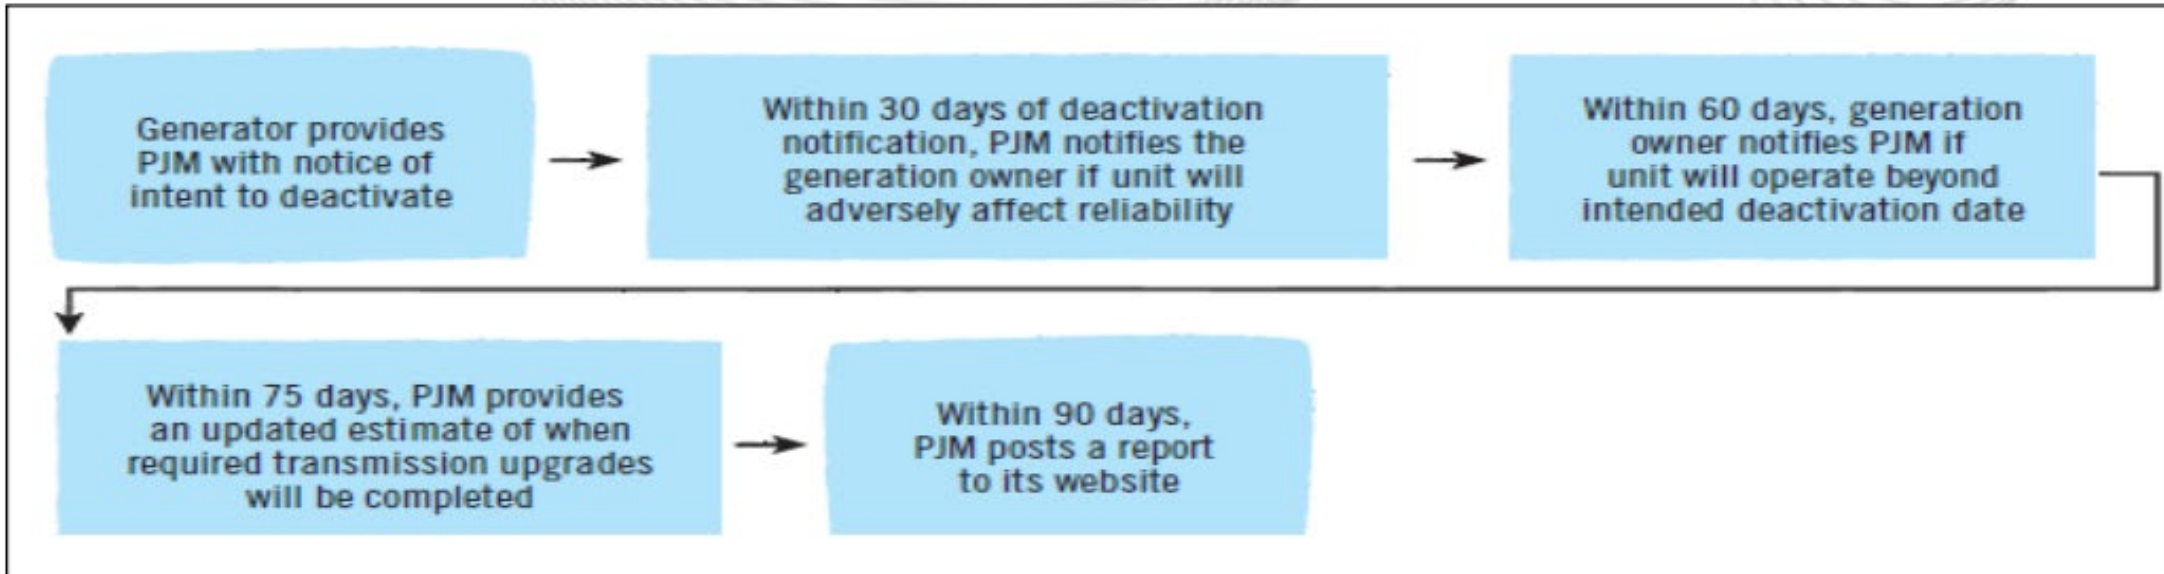 Generator provides
PJM with notice of
intent to deactivate
Within 30 days of deactivation
notification, PJM notifies the
generation owner if unit will
adversely affect reliability
Within 60 days, generation
owner notifies PJM if
unit will operate beyond
intended deactivation date
Within 75 days, PJM provides
an updated estimate of when
required transmission upgrades
will be completed
Within 90 days,
PJM posts a report
to its website